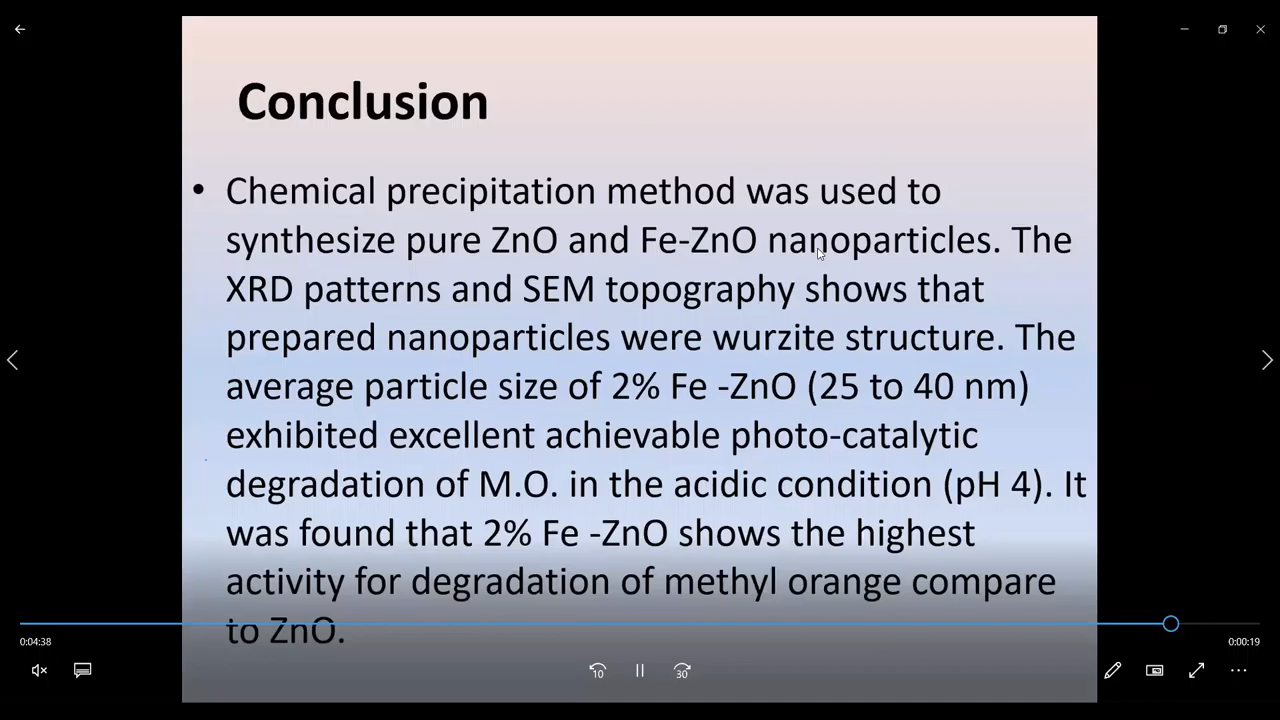 Conclusion
• Chemical precipitation method was used to
synthesize pure ZnO and Fe-ZnO nanoparticles. The
XRD patterns and SEM topography shows that
prepared nanoparticles were wurzite structure. The
average particle size of 2% Fe -ZnO (25 to 40 nm)
exhibited excellent achievable photo-catalytic
degradation of M.O. in the acidic condition (pH 4). It
was found that 2% Fe -ZnO shows the highest
activity for degradation of methyl orange compare
to ZnO.
0:04:38
0:00:19
10
30